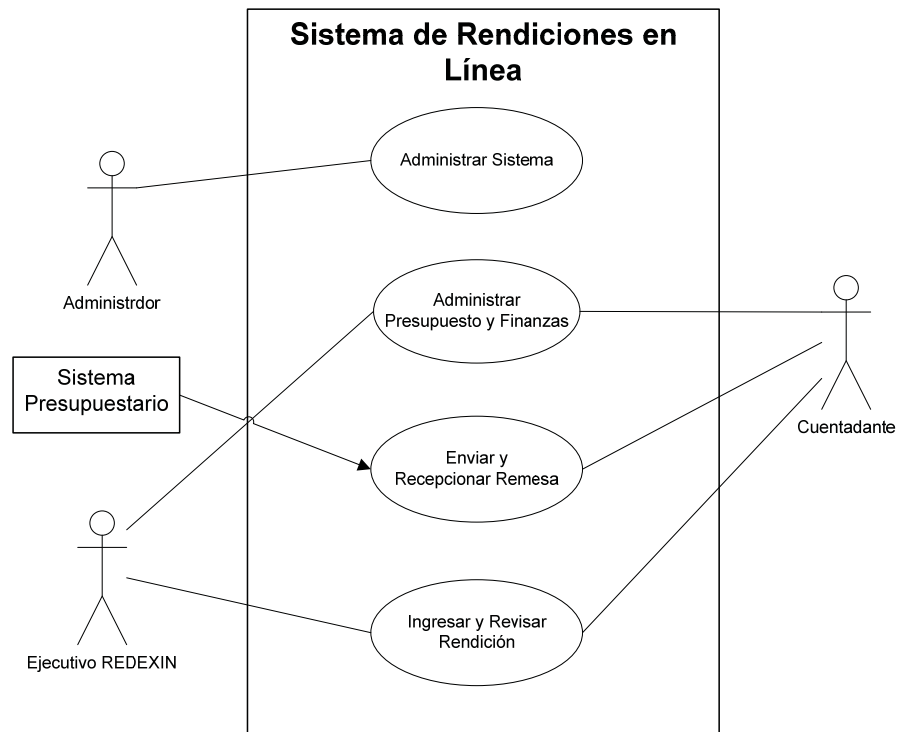 Sistema de Rendiciones en
Línea
Administrar Sistema
Administrdor
Administrar
Presupuesto y Finanzas
Sistema
Presupuestario
Cuentadante
Enviar y
Recepcionar Remesa
Ingresar y Revisar
Rendición
Ejecutivo REDEXIN